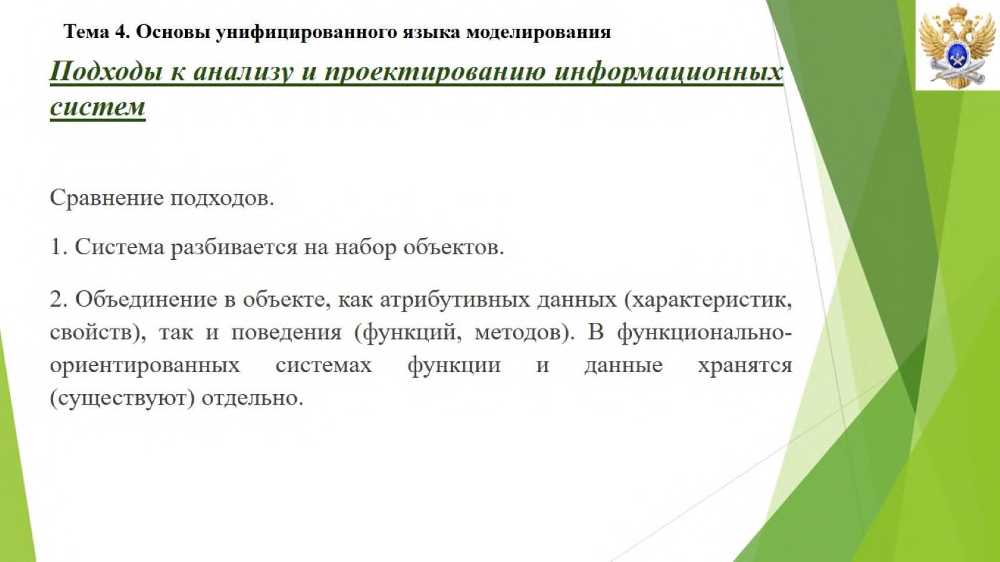 Тема 4. Основы унифицированного языка моделирования
Подходы к анализу и проектированию информационных
систем
Сравнение подходов.
1. Система разбивается на набор объектов.
2. Объединение в объекте, как атрибутивных данных (характеристик,
свойств), так и поведения (функций, методов). В функционально-
ориентированных системах функции и данные хранятся
(существуют) отдельно.